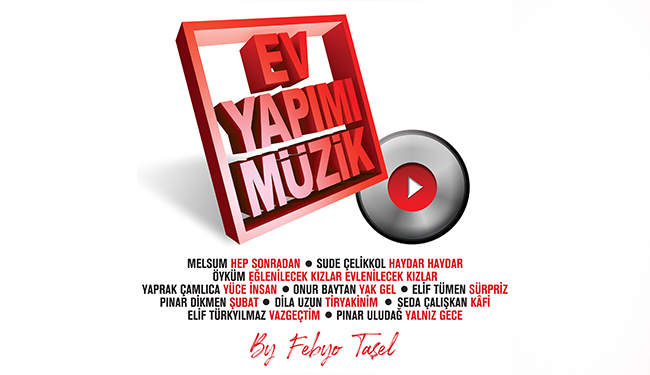 EV
YAPIMI
MÜZİK
MELSUM HEP SONRADAN ● SUDE ÇELİKKOL HAYDAR HAYDAR
ÖYKÜM EĞLENİLECEK KIZLAR EVLENİLECEK KIZLAR
YAPRAK ÇAMLICA YÜCE İNSAN ● ONUR BAYTAN YAK GEL ● ELİF TÜMEN SÜRPRİZ
PINAR DİKMEN ŞUBAT ● DİLA UZUN TİRYAKİNİM ● SEDA ÇALIŞKAN KÂFİ
ELİF TÜRKYILMAZ VAZGEÇTİM ● PINAR ULUDAĞ YALNIZ GECE
By Febyo Taşel